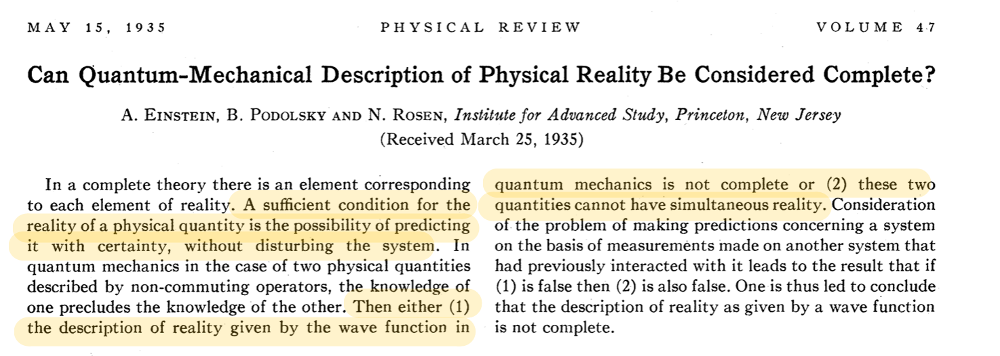 MAY 15, 1935 PHYSICAL REVIEW VOLUME 47
Can Quantum-Mechanical Description of Physical Reality Be Considered Complete?
A. EINSTEIN, B. PODOLSKY AND N. ROSEN, Institute for Advanced Study, Princeton, New Jersey
(Received March 25, 1935)
In a complete theory there is an element corresponding
to each element of reality. A sufficient condition for the
reality of a physical quantity is the possibility of predicting
it with certainty, without disturbing the system. In
quantum mechanics in the case of two physical quantities
described by non-commuting operators, the knowledge of
one precludes the knowledge of the other. Then either (1)
the description of reality given by the wave function in
quantum mechanics is not complete or (2) these two
quantities cannot have simultaneous reality. Consideration
of the problem of making predictions concerning a system
on the basis of measurements made on another system that
had previously interacted with it leads to the result that if
(1) is false then (2) is also false. One is thus led to conclude
that the description of reality as given by a wave function
is not complete.